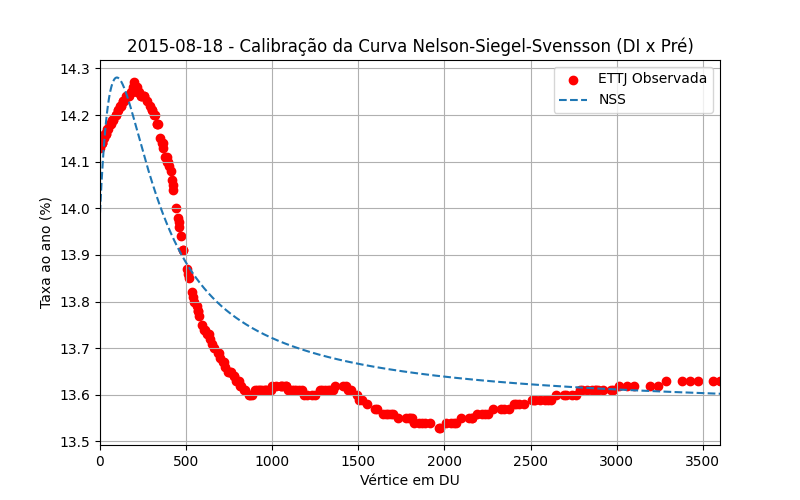 2015-08-18 - Calibração da Curva Nelson-Siegel-Svensson (DI x Pré)
ETTJ Observada
NSS
Taxa ao ano (%)
14.3
14.2
14.1
14.0
13.9
13.8
13.7
13.6
13.5
0 500 1000 1500 2000 2500 3000 3500
Vértice em DU